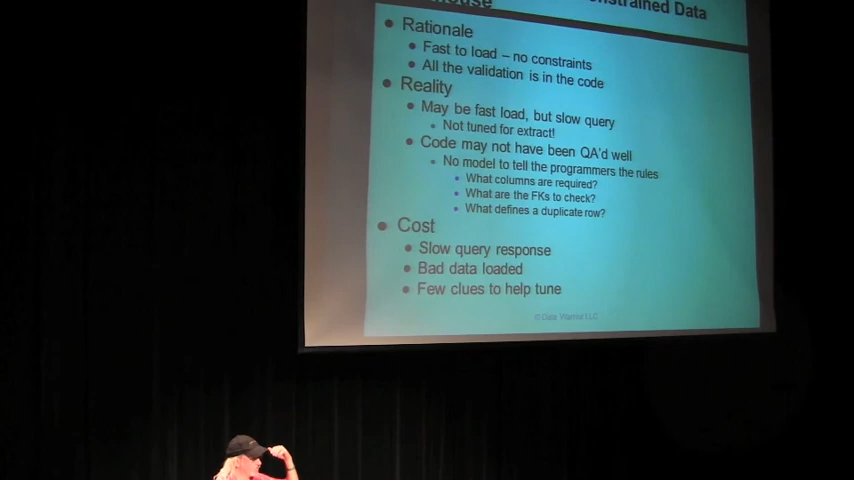 Constrained Data
Rationale
Fast to load – no constraints
All the validation is in the code
Reality
May be fast load, but slow query
Not tuned for extract!
Code may not have been QA'd well
No model to tell the programmers the rules
What columns are required?
What are the FKs to check?
What defines a duplicate row?
Cost
Slow query response
Bad data loaded
Few clues to help tune
© Data Warrior LLC